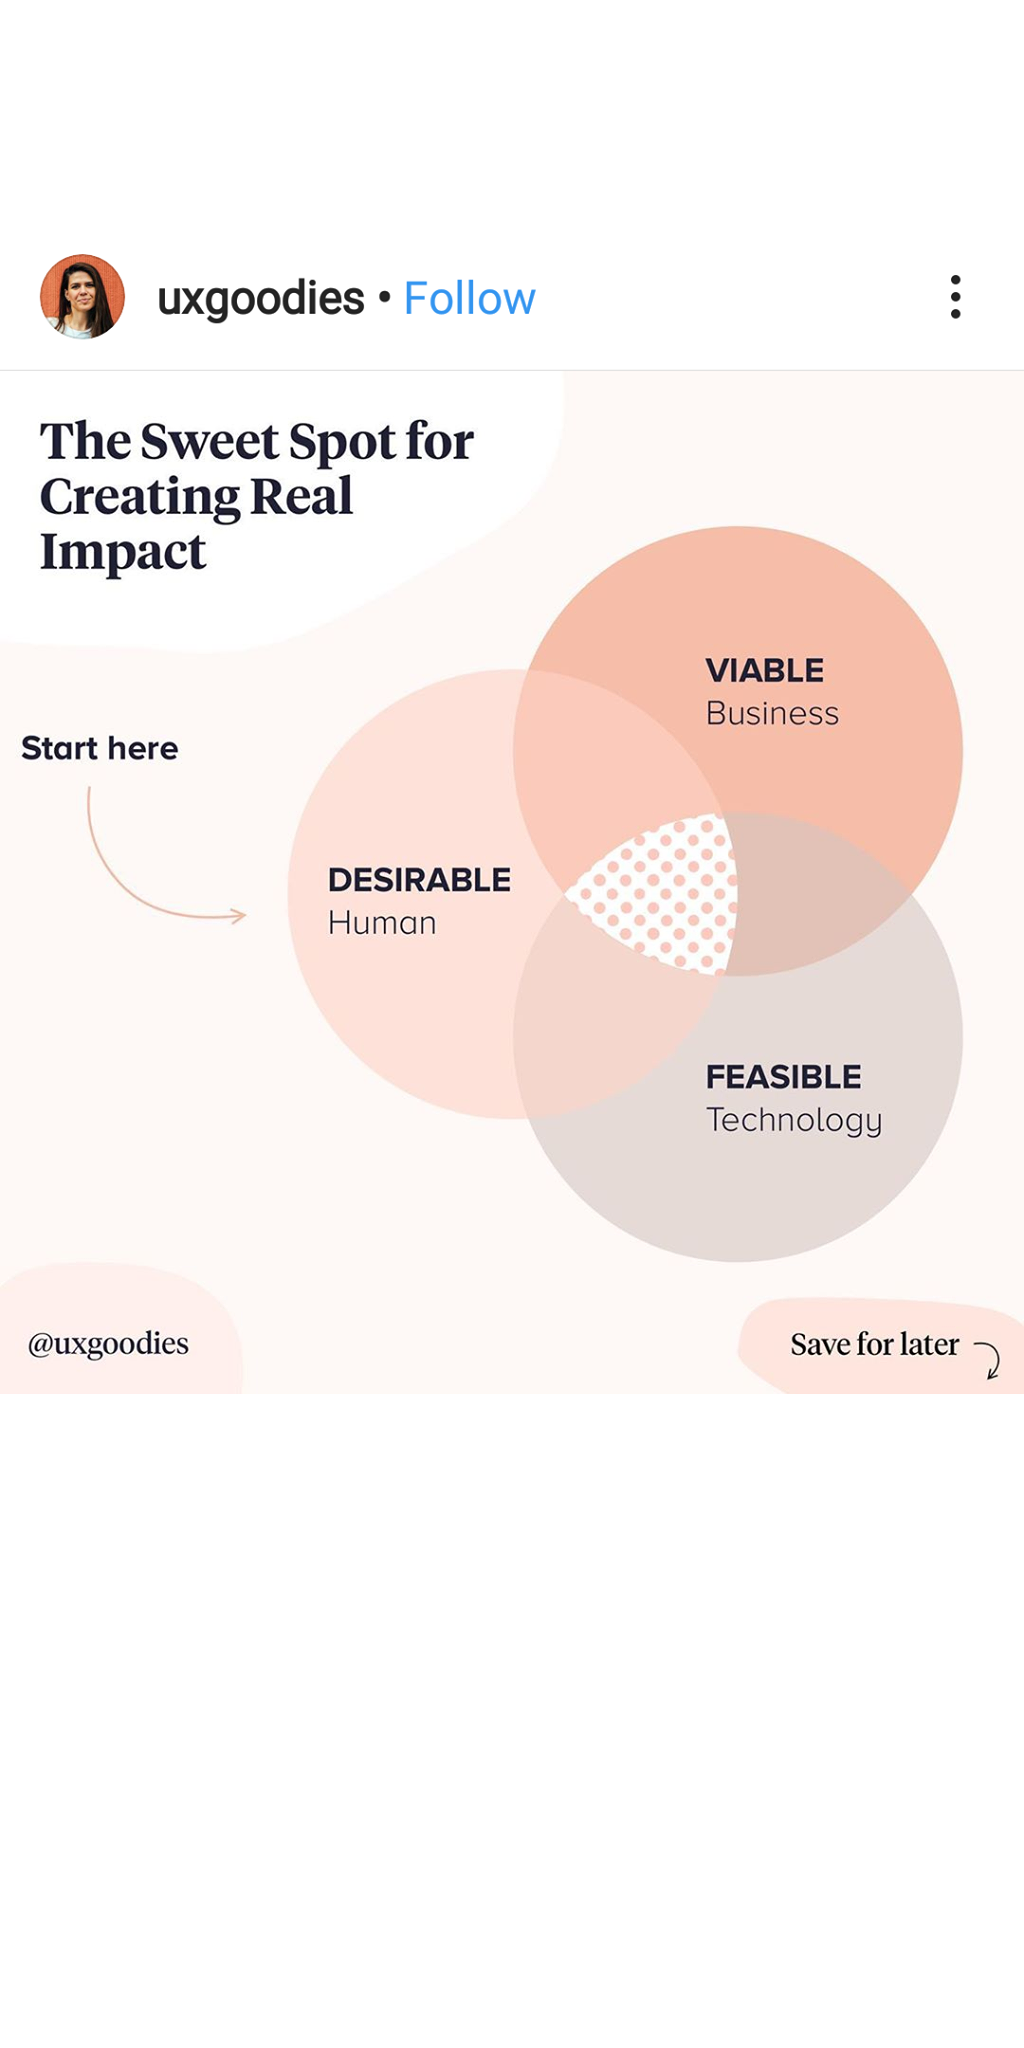 uxgoodies • Follow
The Sweet Spot for
Creating Real
Impact
VIABLE
Business
Start here
DESIRABLE
Human
FEASIBLE
Technology
@uxgoodies
Save for later